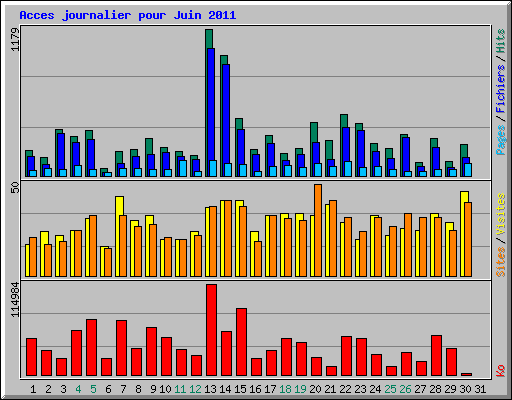 Acces journalier pour Juin 2011
1179
Pages / Fichiers / Hits
50
Sites / Visites
114984
Ko
1 2 3 4 5 6 7 8 9 10 11 12 13 14 15 16 17 18 19 20 21 22 23 24 25 26 27 28 29 30 31